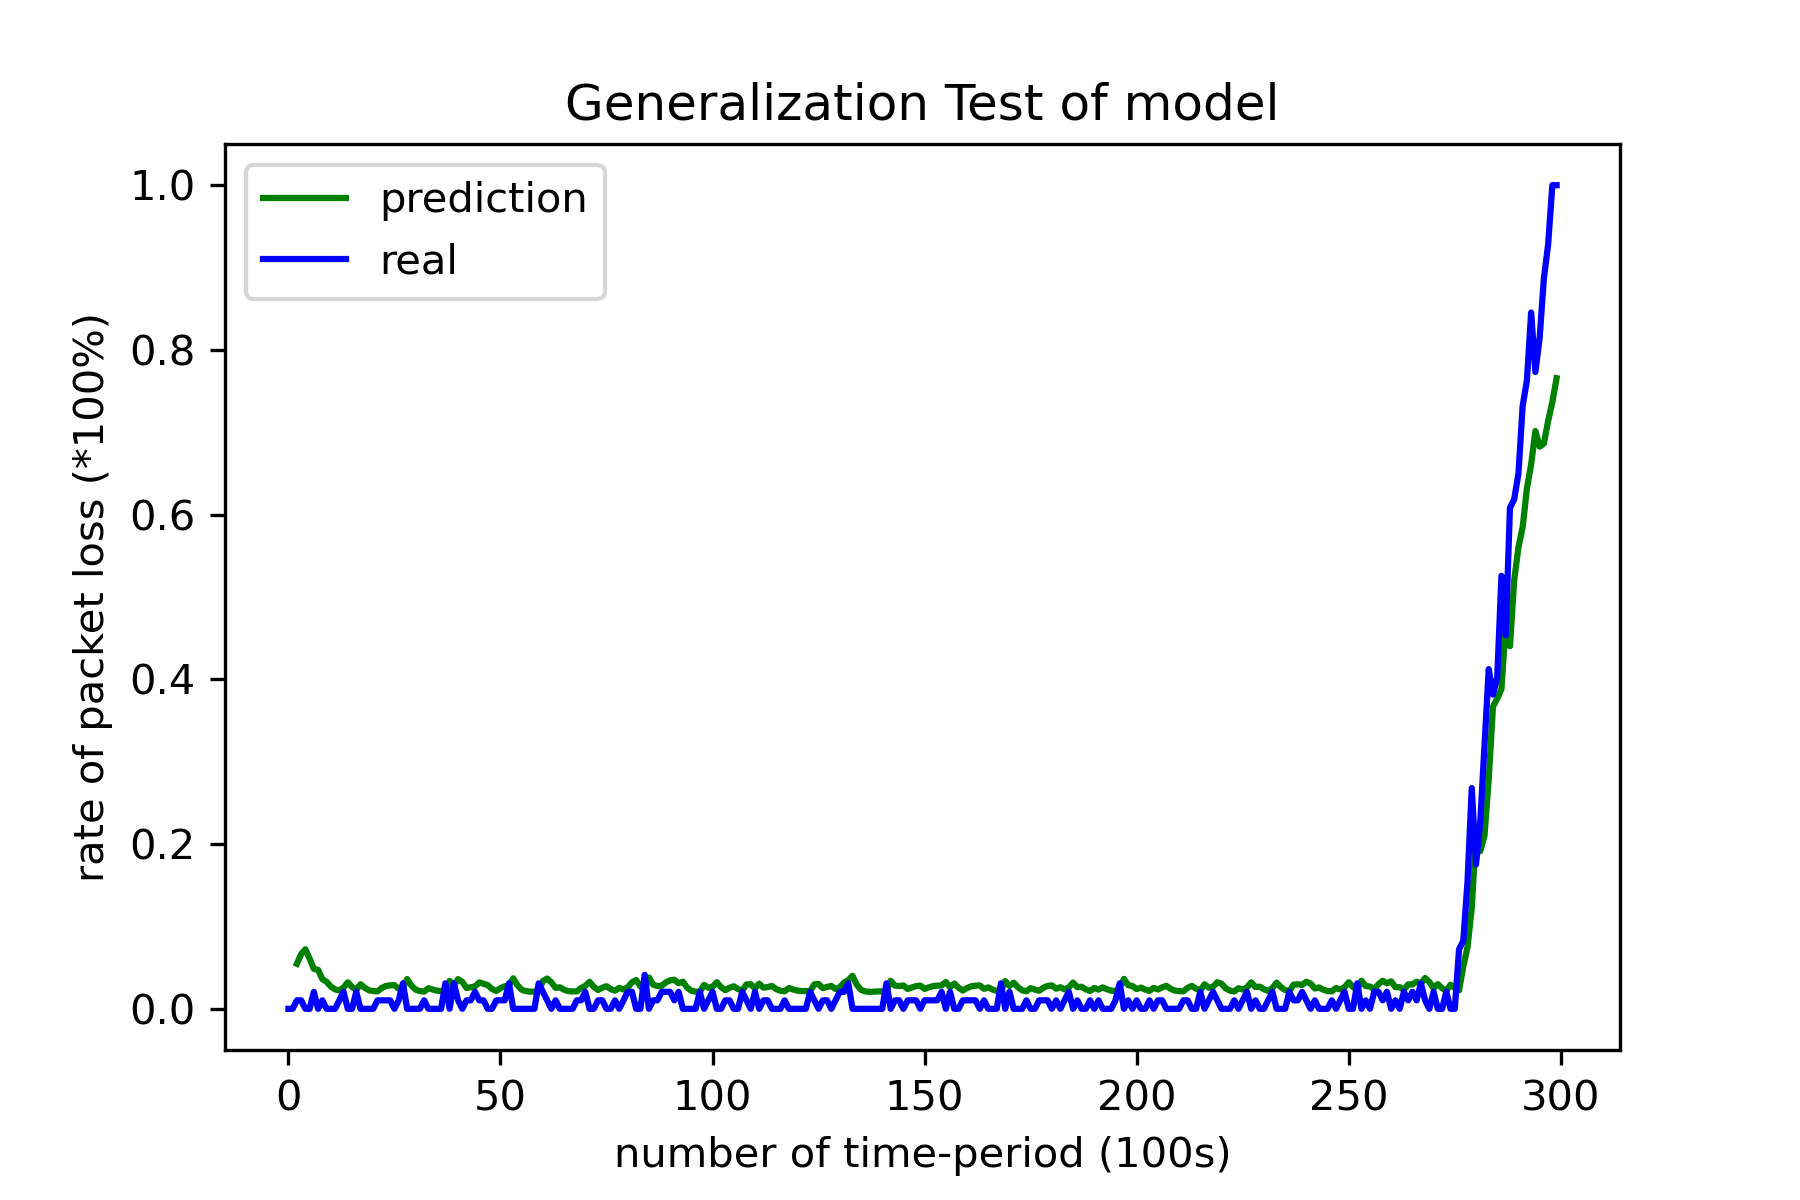 Generalization Test of model
prediction
real
rate of packet loss (*100%)
1.0
0.8
0.6
0.4
0.2
0.0
0 50 100 150 200 250 300
number of time-period (100s)